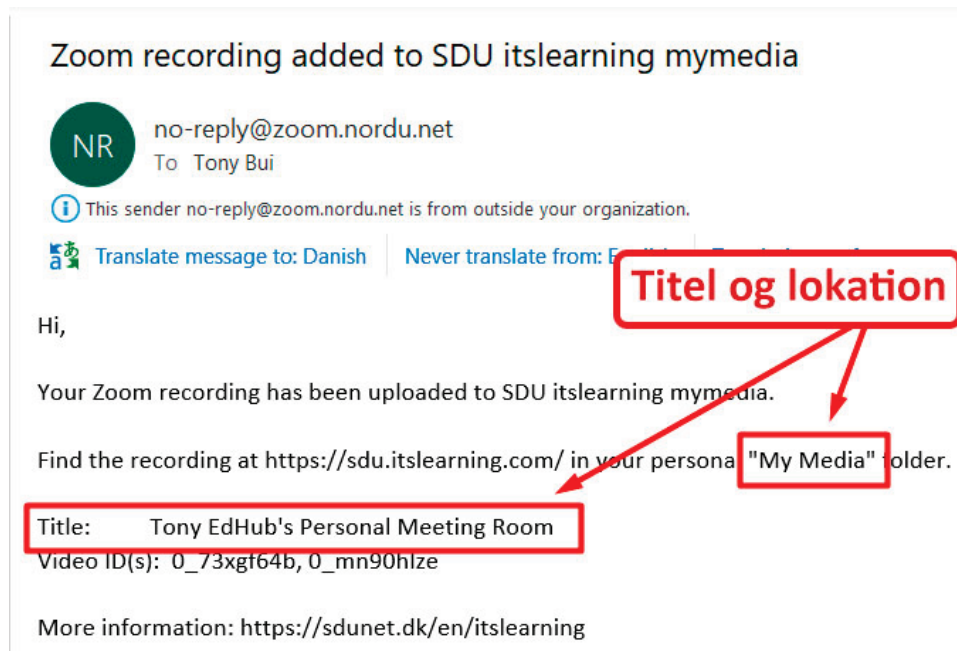 Zoom recording added to SDU itslearning mymedia
NR
no-reply@zoom.nordu.net
To Tony Bui
This sender no-reply@zoom.nordu.net is from outside your organization.
Translate message to: Danish
Never translate from:
Titel og lokation
Hi,
Your Zoom recording has been uploaded to SDU itslearning mymedia.
Find the recording at https://sdu.itslearning.com/ in your personal "My Media" folder.
Title: Tony EdHub's Personal Meeting Room
Video ID(s): 0_73xgf64b, 0_mn90hlze
More information: https://sdunet.dk/en/itslearning